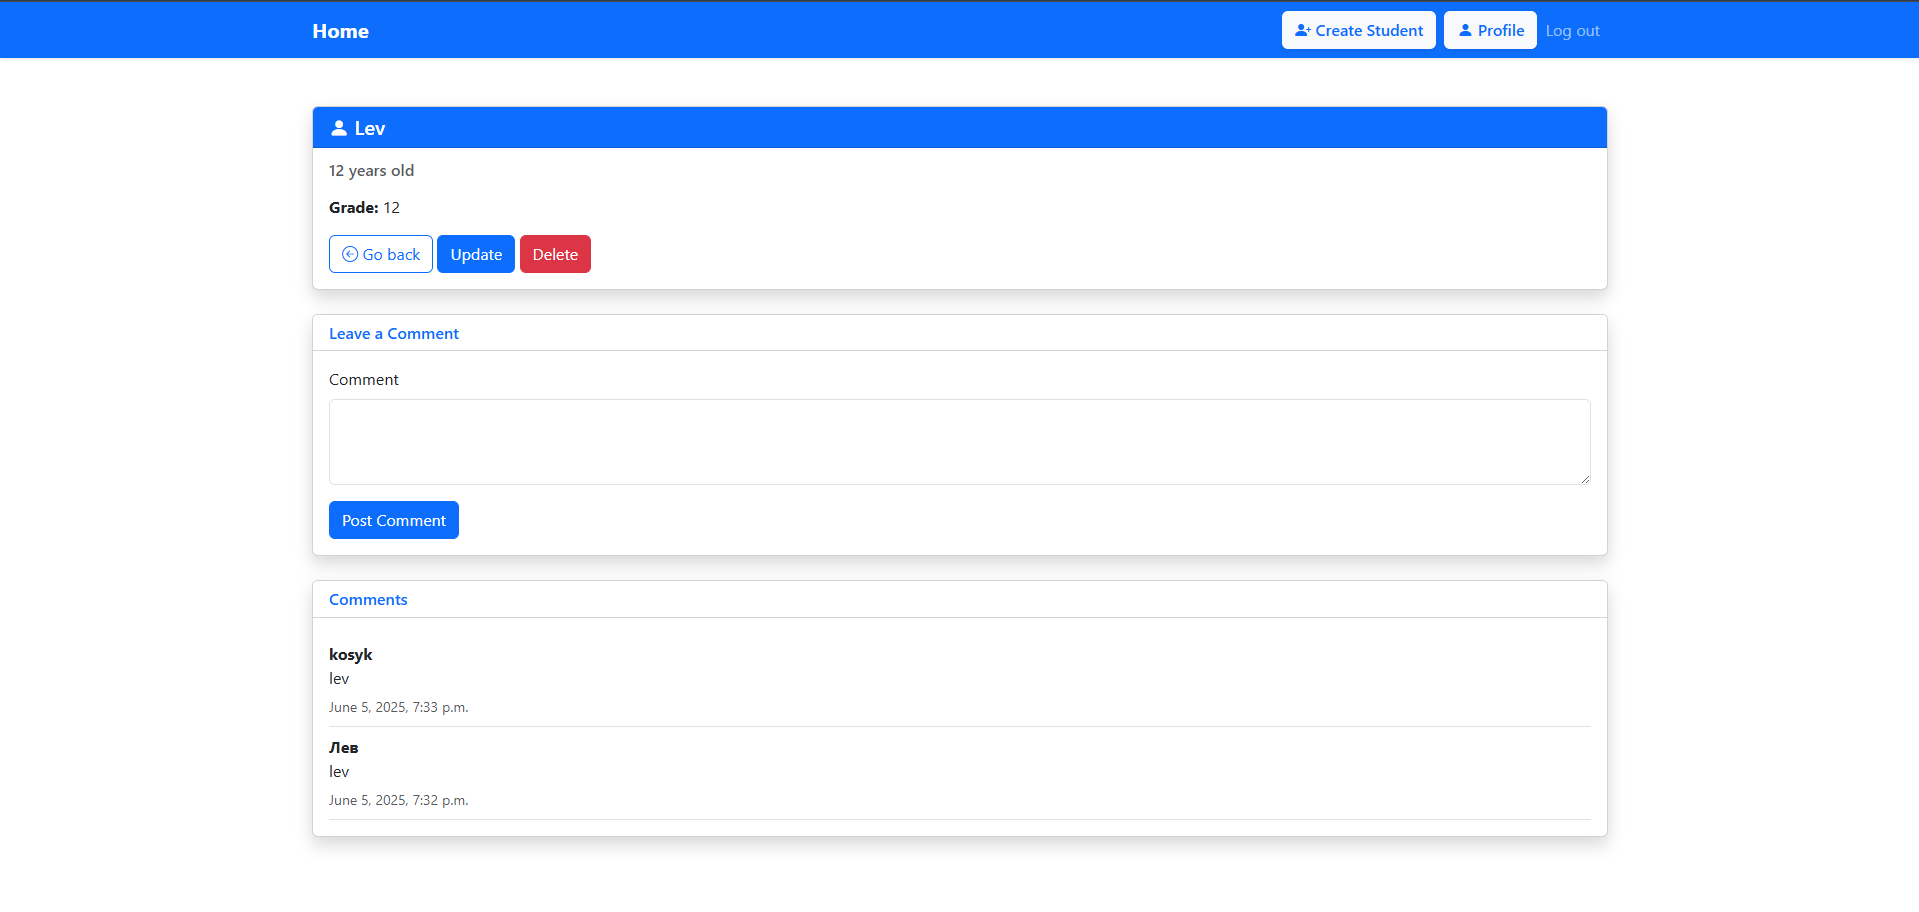 Home
Create Student
Profile
Log out
Lev
12 years old
Grade: 12
Go back
Update
Delete
Leave a Comment
Comment
Post Comment
Comments
kosyk
lev
June 5, 2025, 7:33 p.m.
Лев
lev
June 5, 2025, 7:32 p.m.